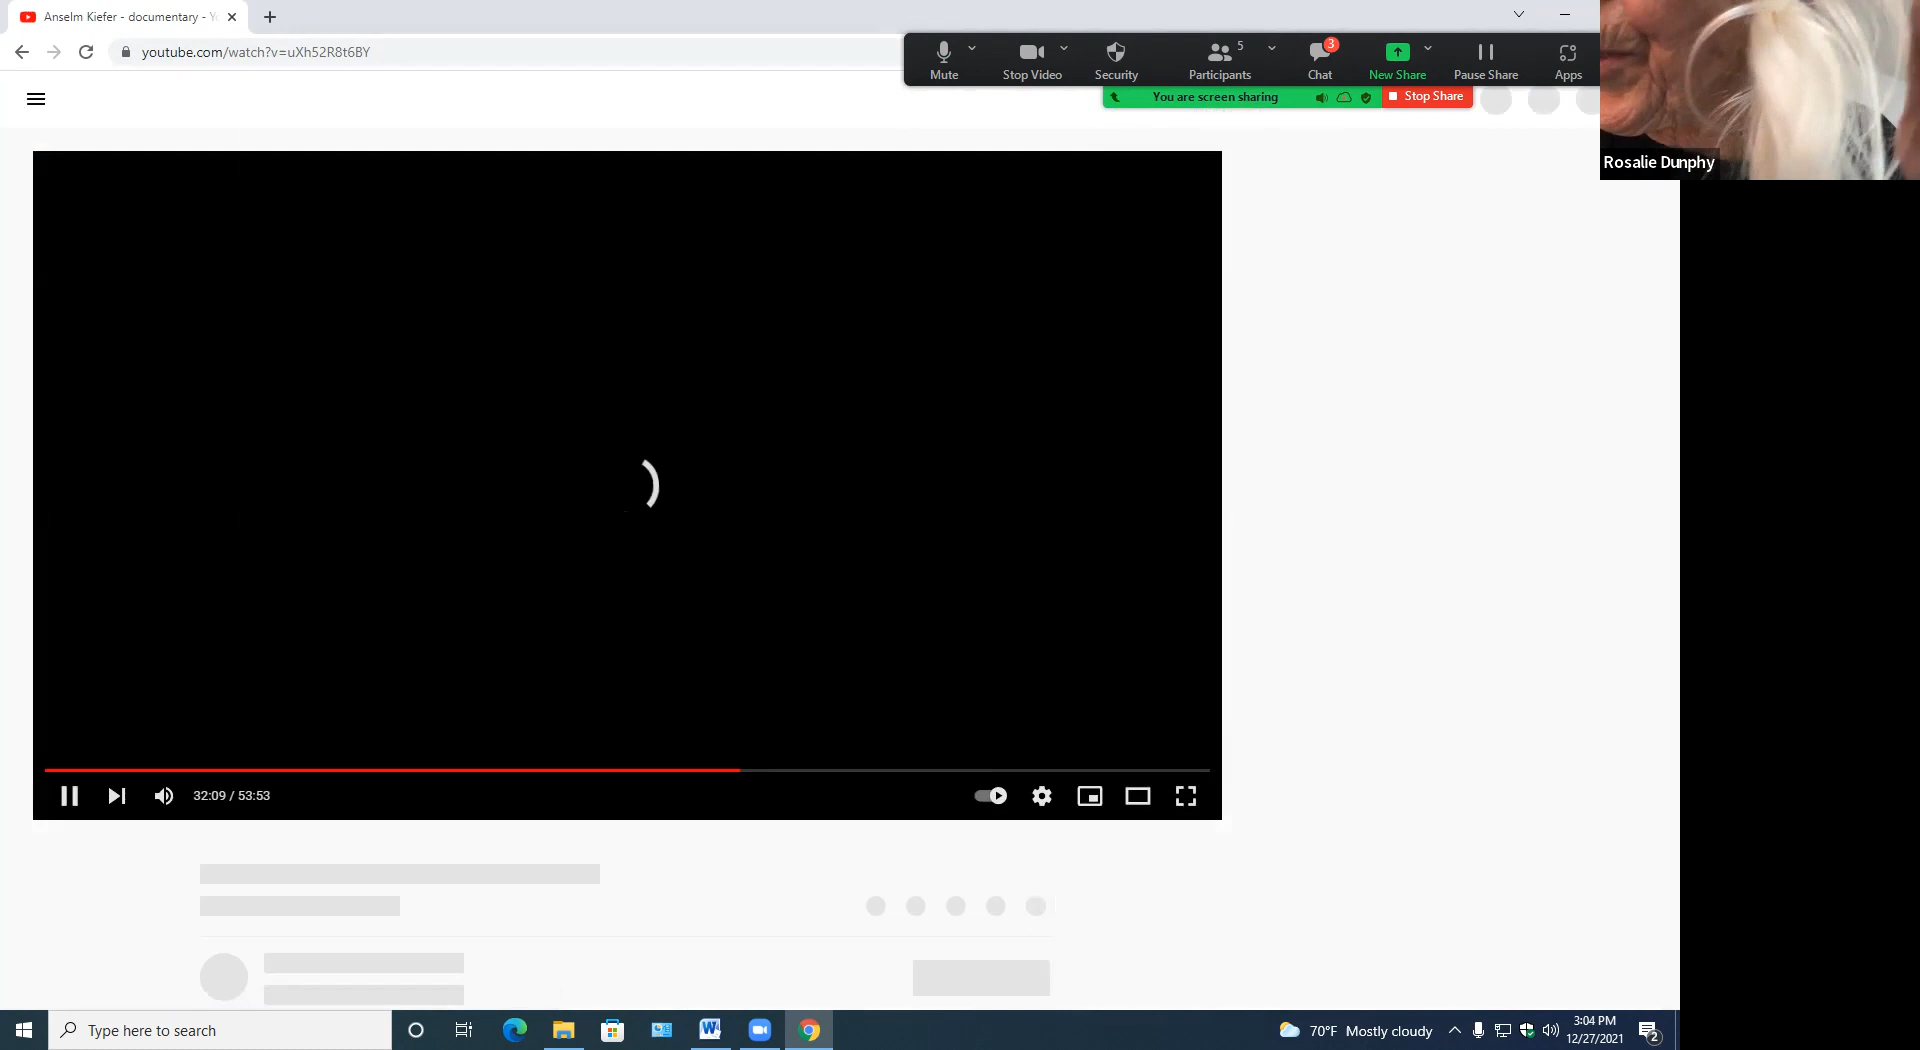 Anselm Kiefer - documentary -
youtube.com/watch?v=uXh52R8t6BY
Mute
Stop Video
Security
5
Participants
3
Chat
New Share
Pause Share
Apps
You are screen sharing
Stop Share
Rosalie Dunphy
32:09 / 53:53
Type here to search
70°F Mostly cloudy
3:04 PM
12/27/2021
2